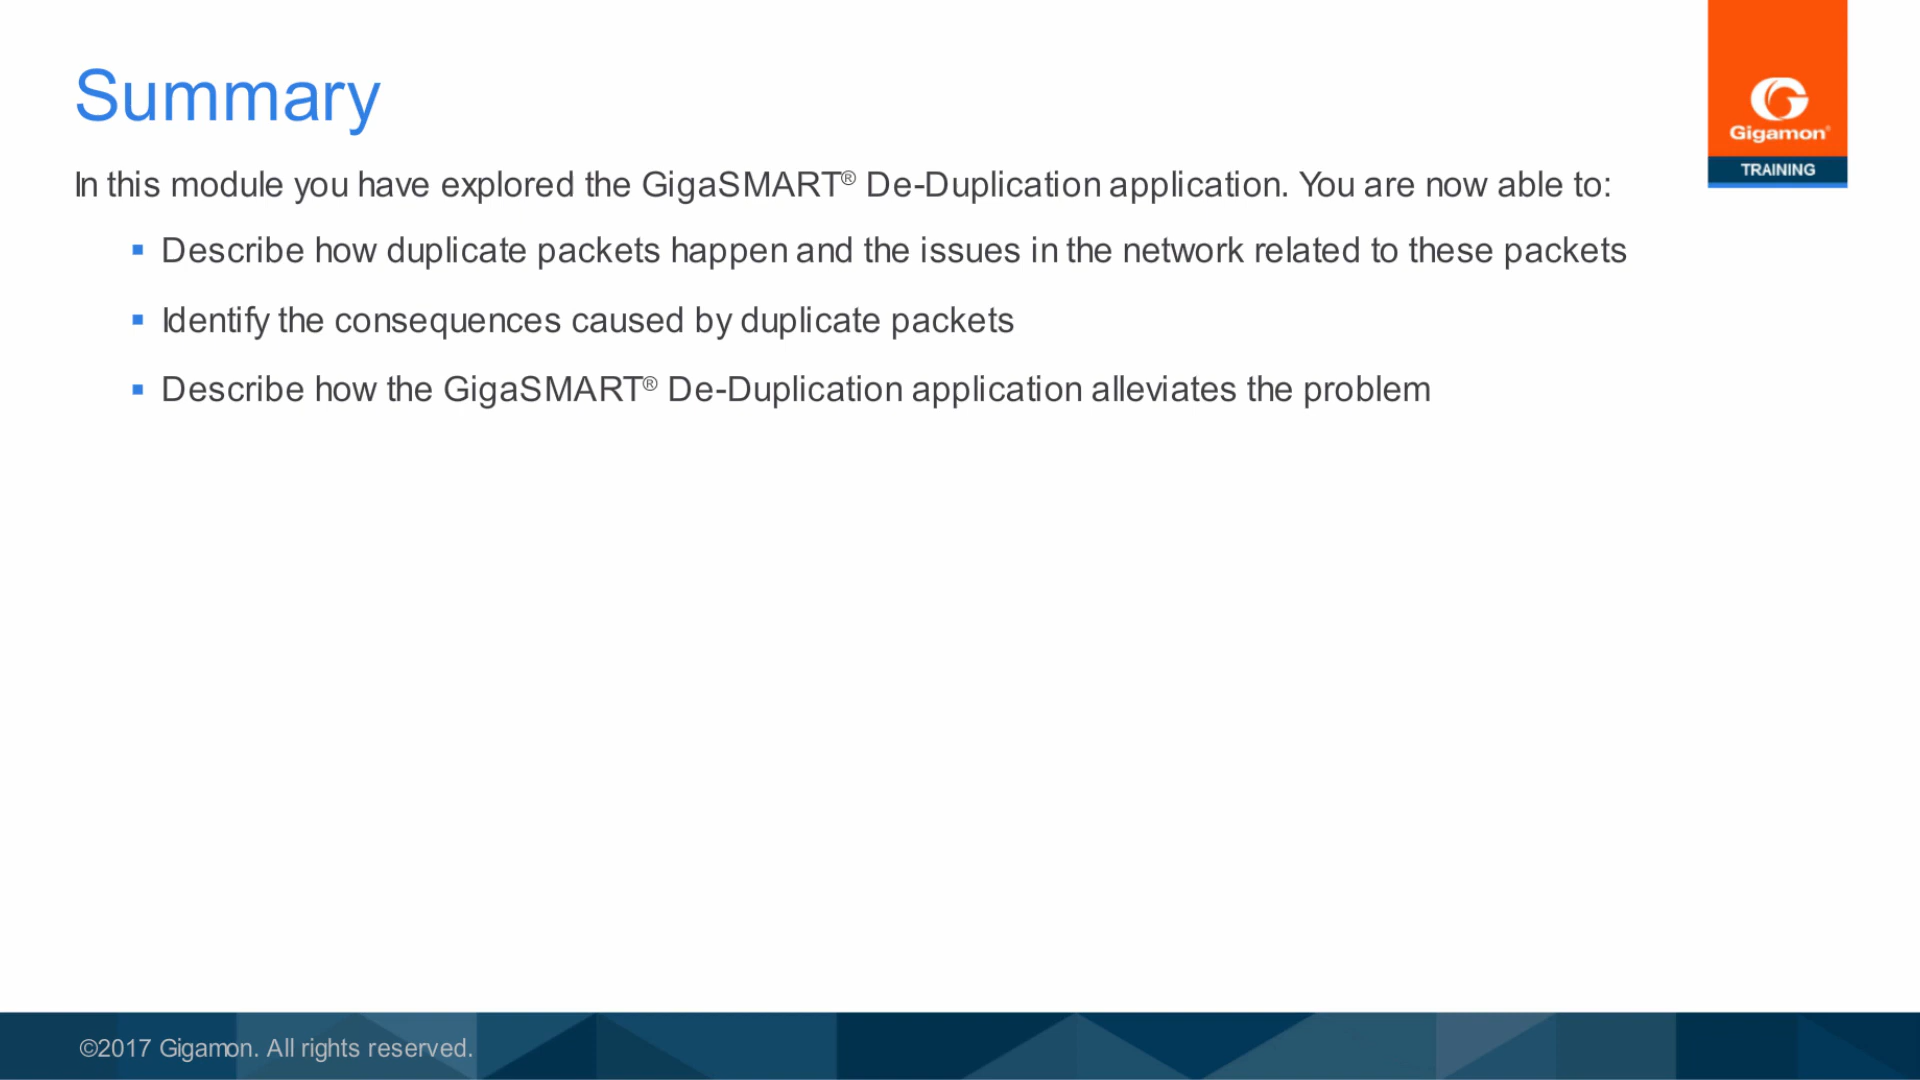 Summary
Gigamon®
TRAINING
In this module you have explored the GigaSMART® De-Duplication application. You are now able to:
▪ Describe how duplicate packets happen and the issues in the network related to these packets
▪ Identify the consequences caused by duplicate packets
▪ Describe how the GigaSMART® De-Duplication application alleviates the problem
©2017 Gigamon. All rights reserved.